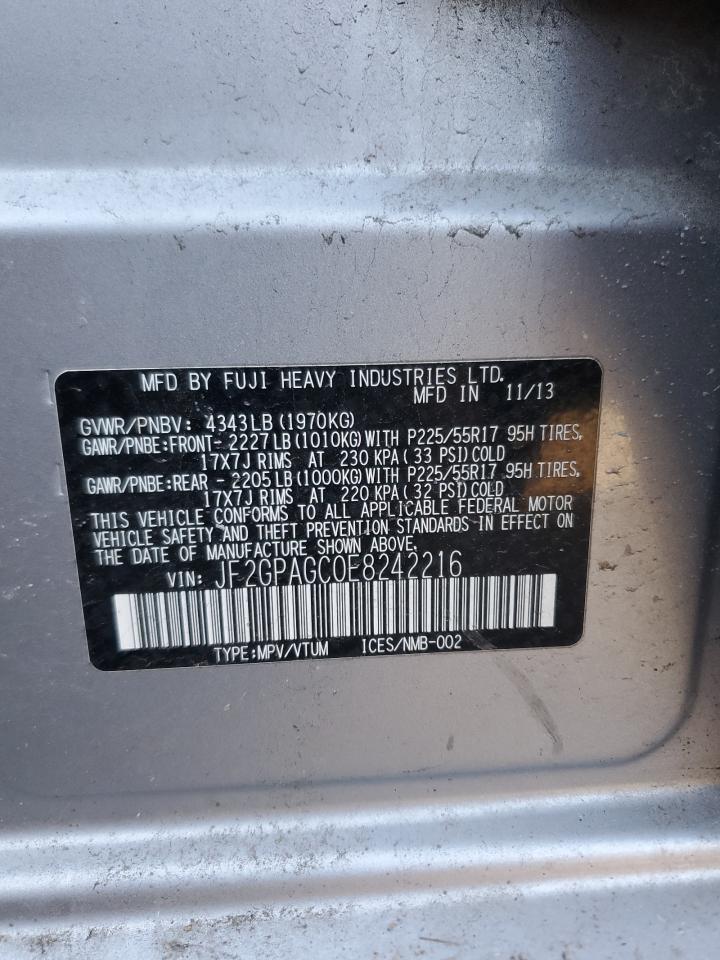 MFD BY FUJI HEAVY INDUSTRIES LTD.
MFD IN 11/13
GVWR/PNBV: 4343LB (1970KG)
GAWR/PNBE:FRONT- 2227LB (1010KG) WITH P225/55R17 95H TIRES,
17X7J RIMS AT 230 KPA ( 33 PSI) COLD
GAWR/PNBE:REAR - 2205LB (1000KG) WITH P225/55R17 95H TIRES,
17X7J RIMS AT 220 KPA ( 32 PSI) COLD
THIS VEHICLE CONFORMS TO ALL APPLICABLE FEDERAL MOTOR
VEHICLE SAFETY AND THEFT PREVENTION STANDARDS IN EFFECT ON
THE DATE OF MANUFACTURE SHOWN ABOVE.
VIN: JF2GPAGC0E8242216
TYPE:MPV/VTUM ICES/NMB-002